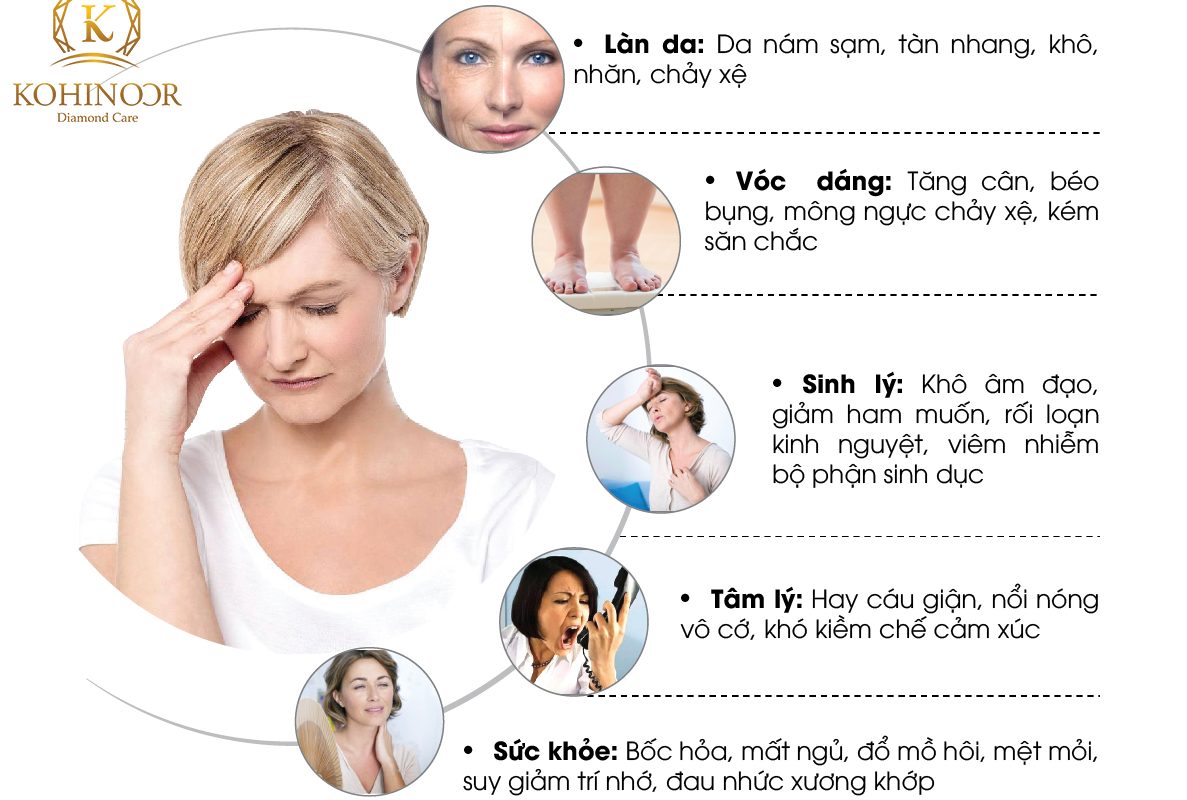 K
KOHINOOR
Diamond Care
• Làn da: Da nám sạm, tàn nhang, khô,
nhăn, chảy xệ
• Vóc dáng: Tăng cân, béo
bụng, mông ngực chảy xệ, kém
săn chắc
• Sinh lý: Khô âm đạo,
giảm ham muốn, rối loạn
kinh nguyệt, viêm nhiễm
bộ phận sinh dục
• Tâm lý: Hay cáu giận, nổi nóng
vô cớ, khó kiềm chế cảm xúc
• Sức khỏe: Bốc hỏa, mất ngủ, đổ mồ hôi, mệt mỏi,
suy giảm trí nhớ, đau nhức xương khớp